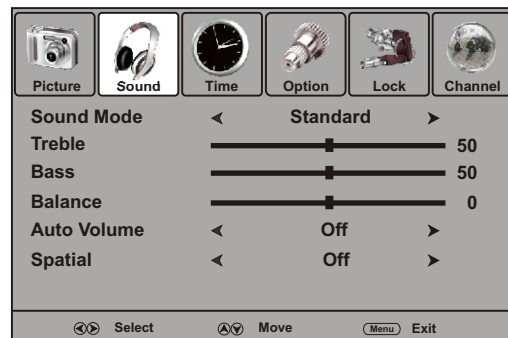 Picture Sound Time Option Lock Channel
Sound Mode Standard
Treble 50
Bass 50
Balance 0
Auto Volume Off
Spatial Off
Select Move Menu Exit